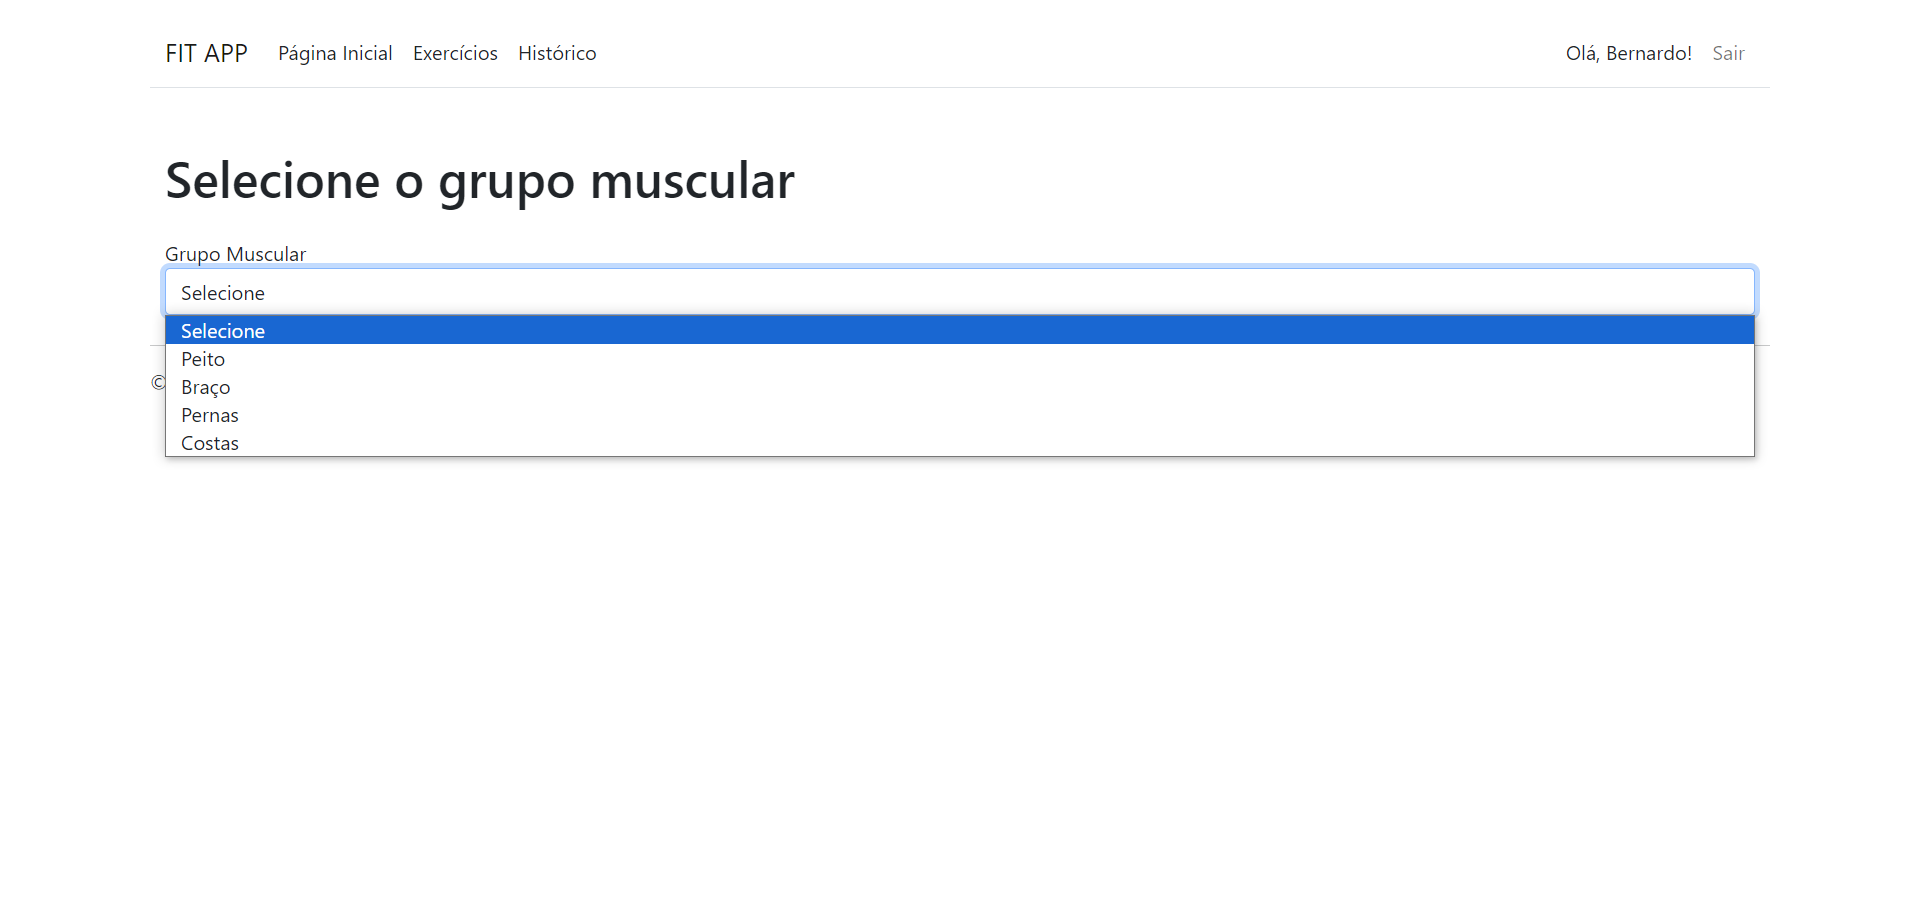 FIT APP Página Inicial Exercícios Histórico Olá, Bernardo! Sair
Selecione o grupo muscular
Grupo Muscular
Selecione
Selecione
Peito
©
Braço
Pernas
Costas